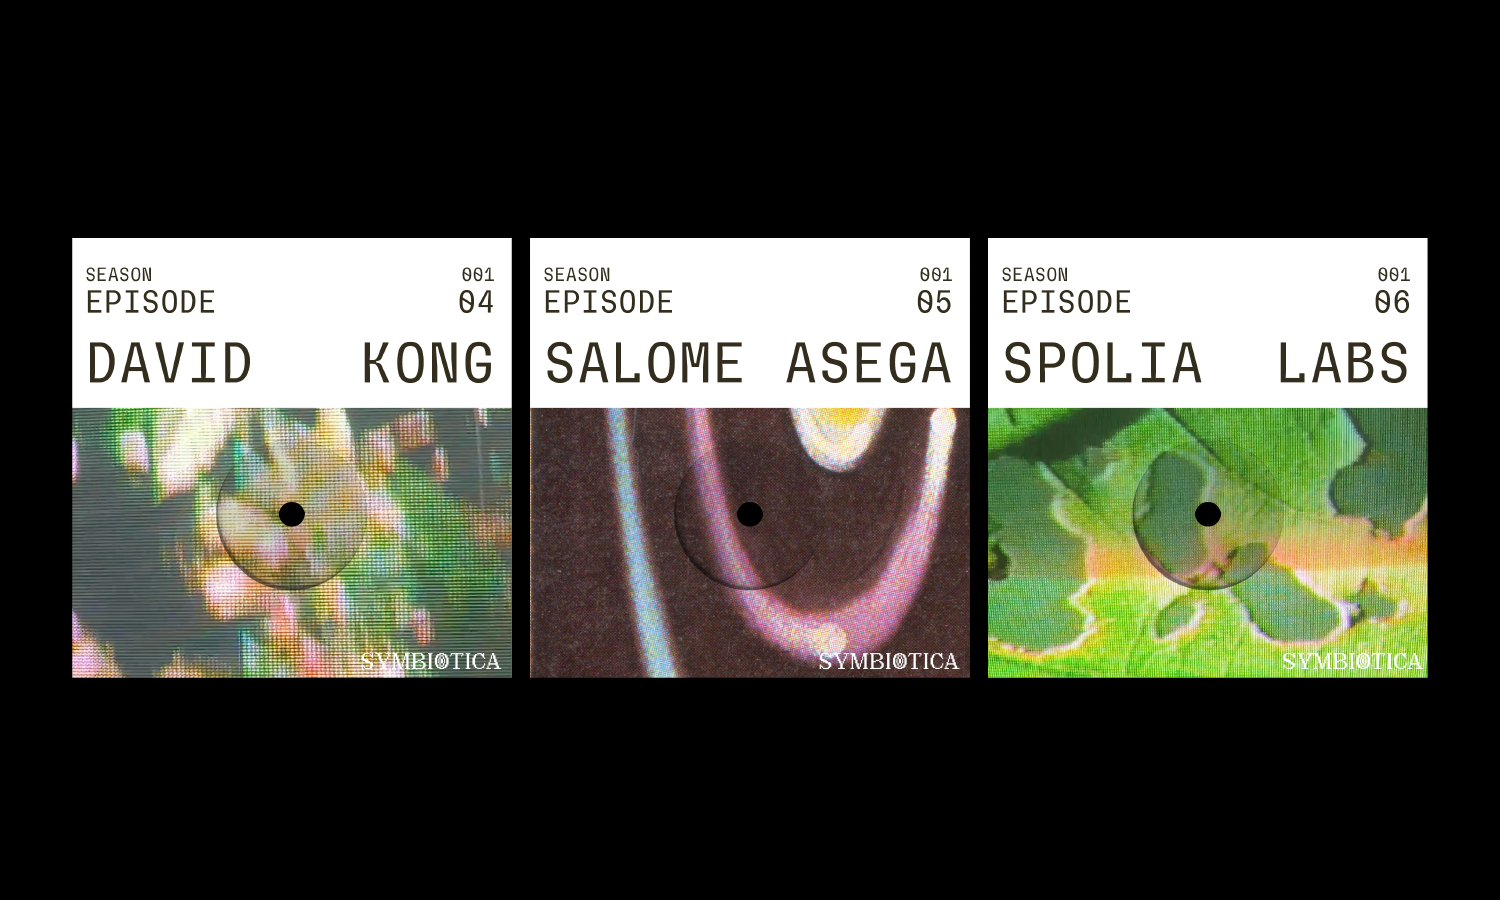 SEASON 001
EPISODE 04
DAVID KONG
SYMBIOTICA
SEASON 001
EPISODE 05
SALOME ASEGA
SYMBIOTICA
SEASON 001
EPISODE 06
SPOLIA LABS
SYMBIOTICA